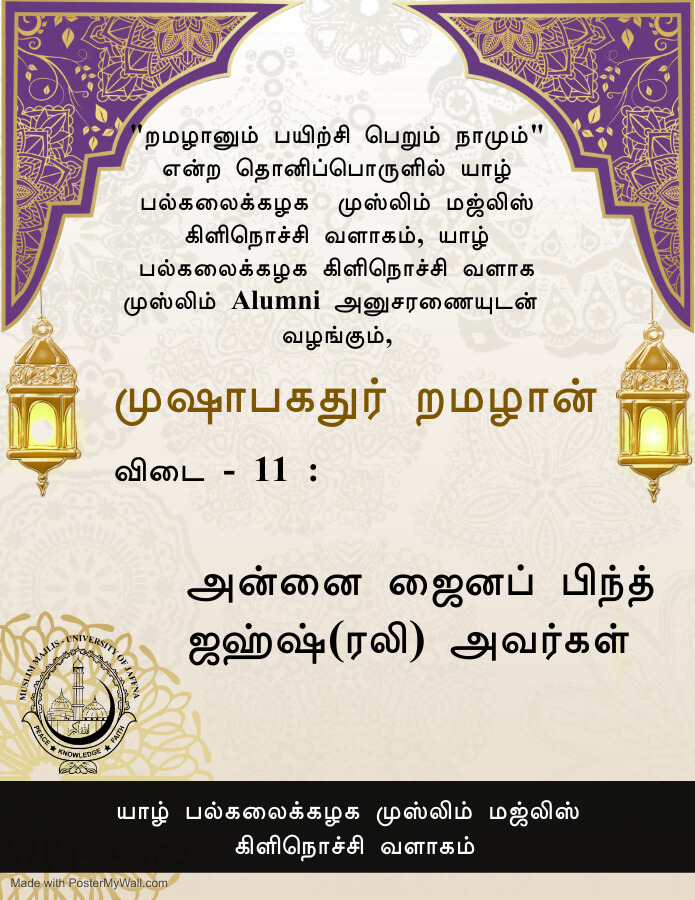 "றமழானும் பயிற்சி பெறும் நாமும்"
என்ற தொனிப்பொருளில் யாழ்
பல்கலைக்கழக முஸ்லிம் மஜ்லிஸ்
கிளிநொச்சி வளாகம், யாழ்
பல்கலைக்கழக கிளிநொச்சி வளாக
முஸ்லிம் Alumni அனுசரணையுடன்
வழங்கும்,
முஷாபகதுர் றமழான்
விடை - 11 :
அன்னை ஜைனப் பிந்த்
ஜஹ்ஷ்(ரலி) அவர்கள்
MUSLIM MAJLIS - UNIVERSITY OF JAFFNA
PEACE ★ KNOWLEDGE ★ FAITH
யாழ் பல்கலைக்கழக முஸ்லிம் மஜ்லிஸ்
கிளிநொச்சி வளாகம்
Made with PosterMyWall.com